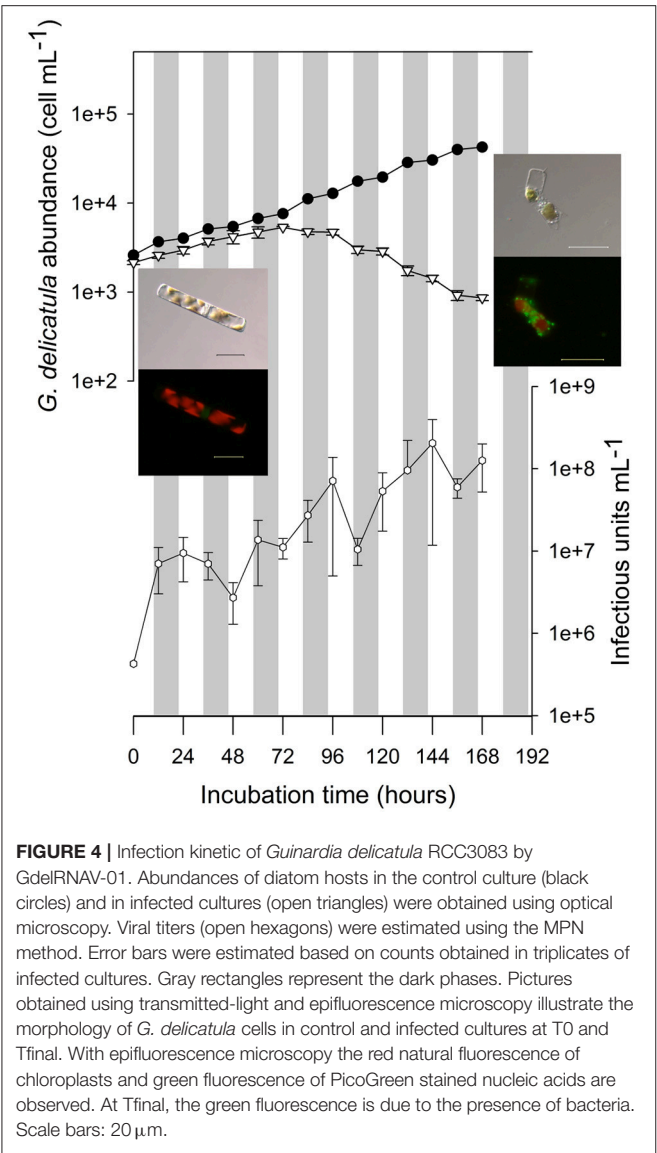 G. delicatula abundance (cell mL-1)
1e+5
1e+4
1e+3
1e+2
1e+9
1e+8
1e+7
1e+6
1e+5
Infectious units mL-1
0 24 48 72 96 120 144 168 192
Incubation time (hours)
FIGURE 4 | Infection kinetic of Guinardia delicatula RCC3083 by
GdelRNAV-01. Abundances of diatom hosts in the control culture (black
circles) and in infected cultures (open triangles) were obtained using optical
microscopy. Viral titers (open hexagons) were estimated using the MPN
method. Error bars were estimated based on counts obtained in triplicates of
infected cultures. Gray rectangles represent the dark phases. Pictures
obtained using transmitted-light and epifluorescence microscopy illustrate the
morphology of G. delicatula cells in control and infected cultures at T0 and
Tfinal. With epifluorescence microscopy the red natural fluorescence of
chloroplasts and green fluorescence of PicoGreen stained nucleic acids are
observed. At Tfinal, the green fluorescence is due to the presence of bacteria.
Scale bars: 20 μm.